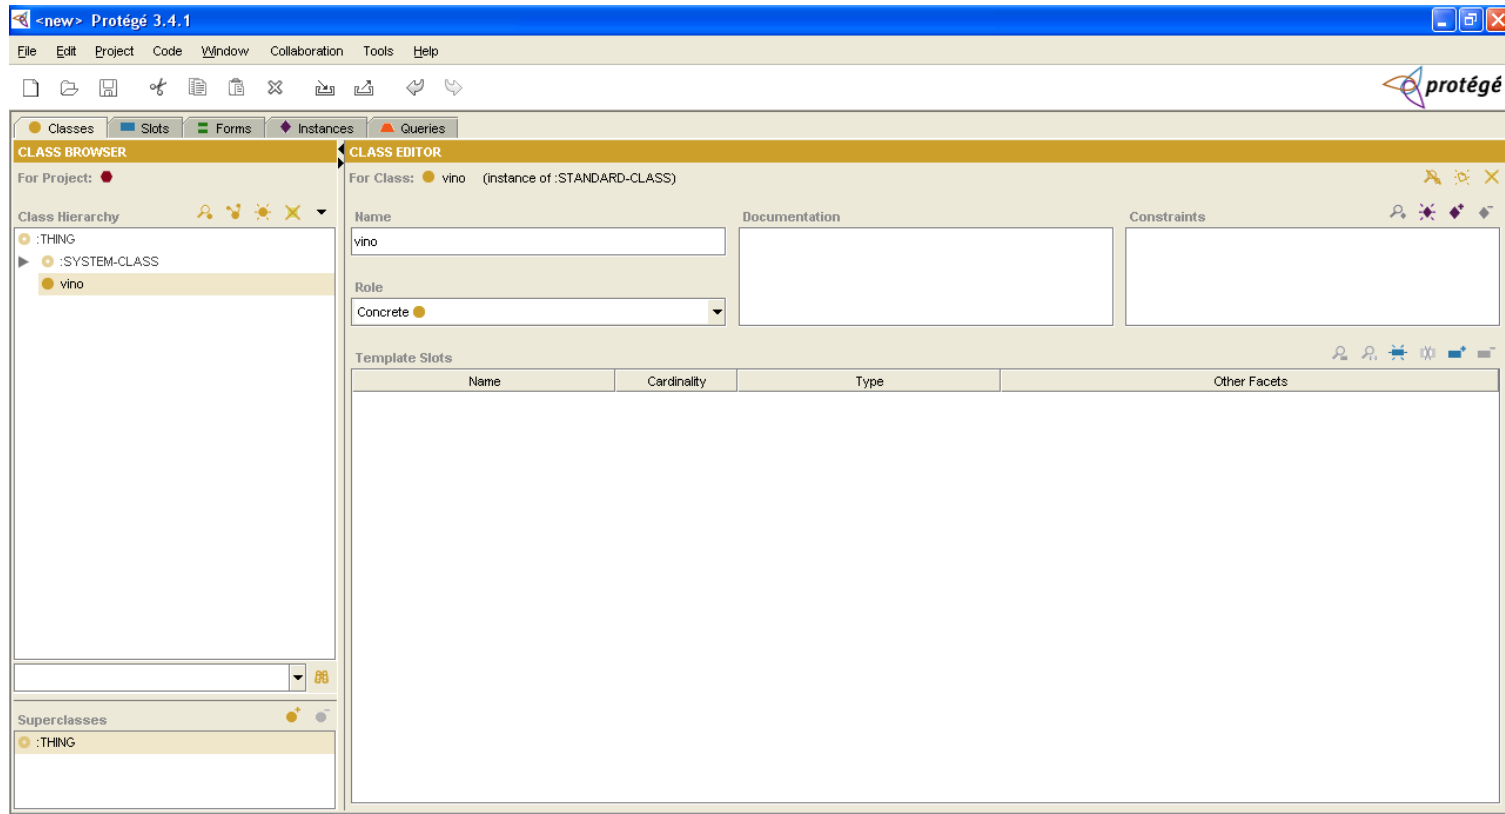 <new> Protégé 3.4.1
File Edit Project Code Window Collaboration Tools Help
protégé
Classes Slots Forms Instances Queries
CLASS BROWSER
For Project:
Class Hierarchy
:THING
:SYSTEM-CLASS
vino
Superclasses
:THING
CLASS EDITOR
For Class: vino (instance of :STANDARD-CLASS)
Name
vino
Documentation
Constraints
Role
Concrete
Template Slots
Name Cardinality Type Other Facets